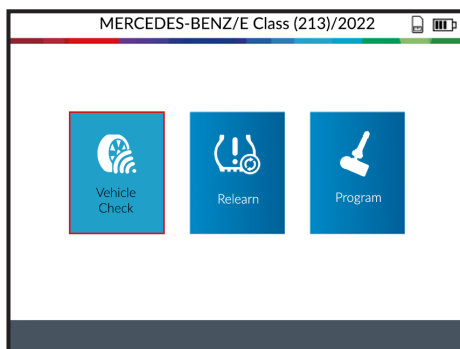 MERCEDES-BENZ/E Class (213)/2022
Vehicle
Check
Relearn
Program